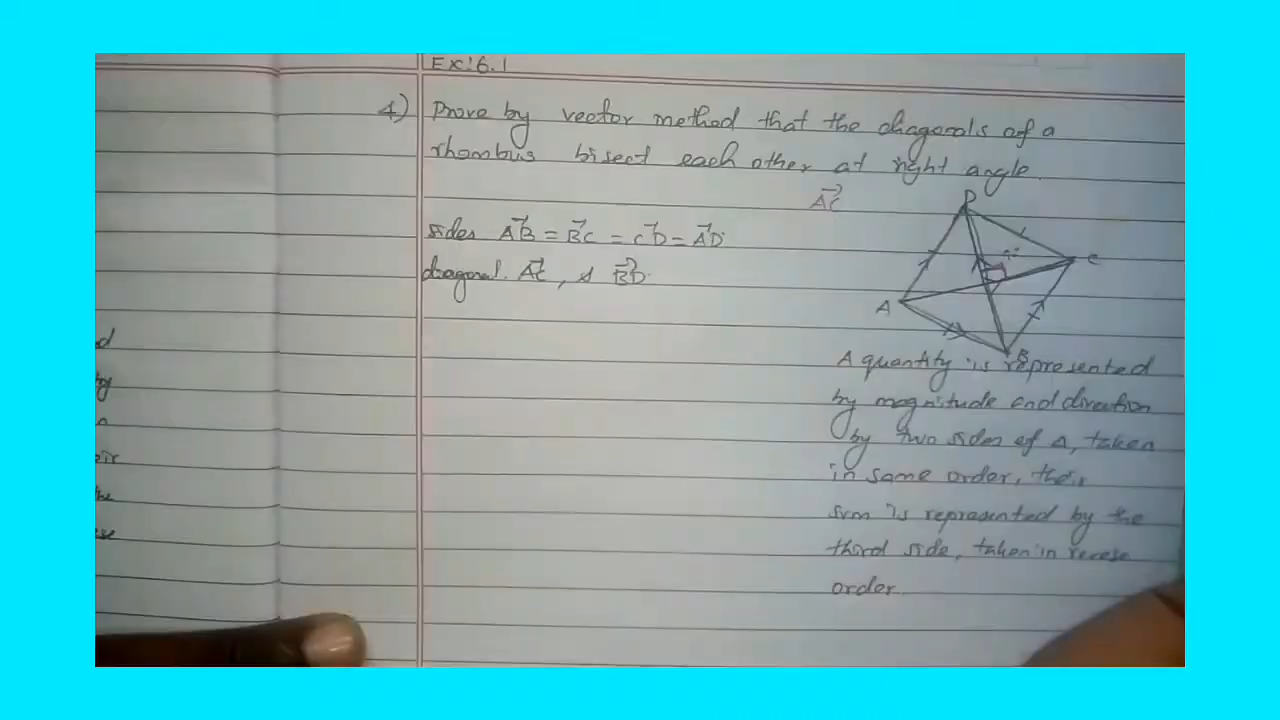 Ex: 6.1
4) Prove by vector method that the diagonals of a
rhombus bisect each other at right angle.
AC
sides AB = BC = CD = AD
diagonal. AC, & BD.
D
C
A
B
A quantity is represented
by magnitude and direction
by two sides of Δ, taken
in same order, their
sum is represented by the
third side, taken in
order.
d
by